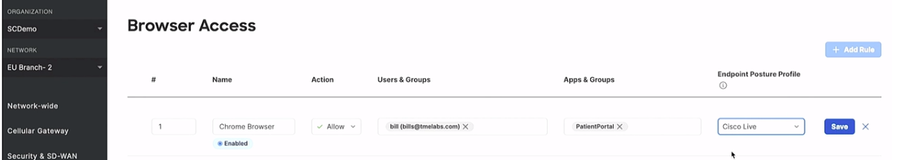 ORGANIZATION
SCDemo
NETWORK
EU Branch- 2
Network-wide
Cellular Gateway
Security & SD-WAN
Browser Access
+ Add Rule
# Name Action Users & Groups Apps & Groups Endpoint Posture Profile
1 Chrome Browser Allow bill (bills@tmelabs.com) PatientPortal Cisco Live Save
Enabled